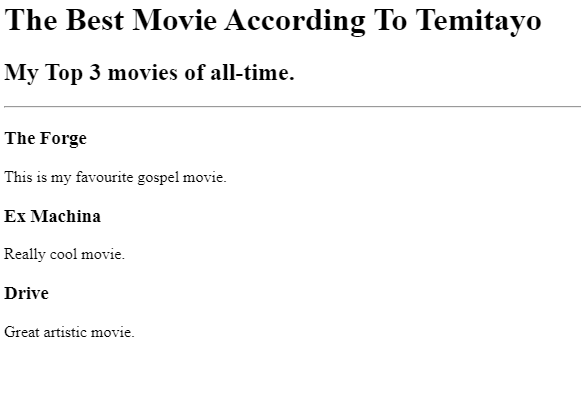 The Best Movie According To Temitayo
My Top 3 movies of all-time.
The Forge
This is my favourite gospel movie.
Ex Machina
Really cool movie.
Drive
Great artistic movie.